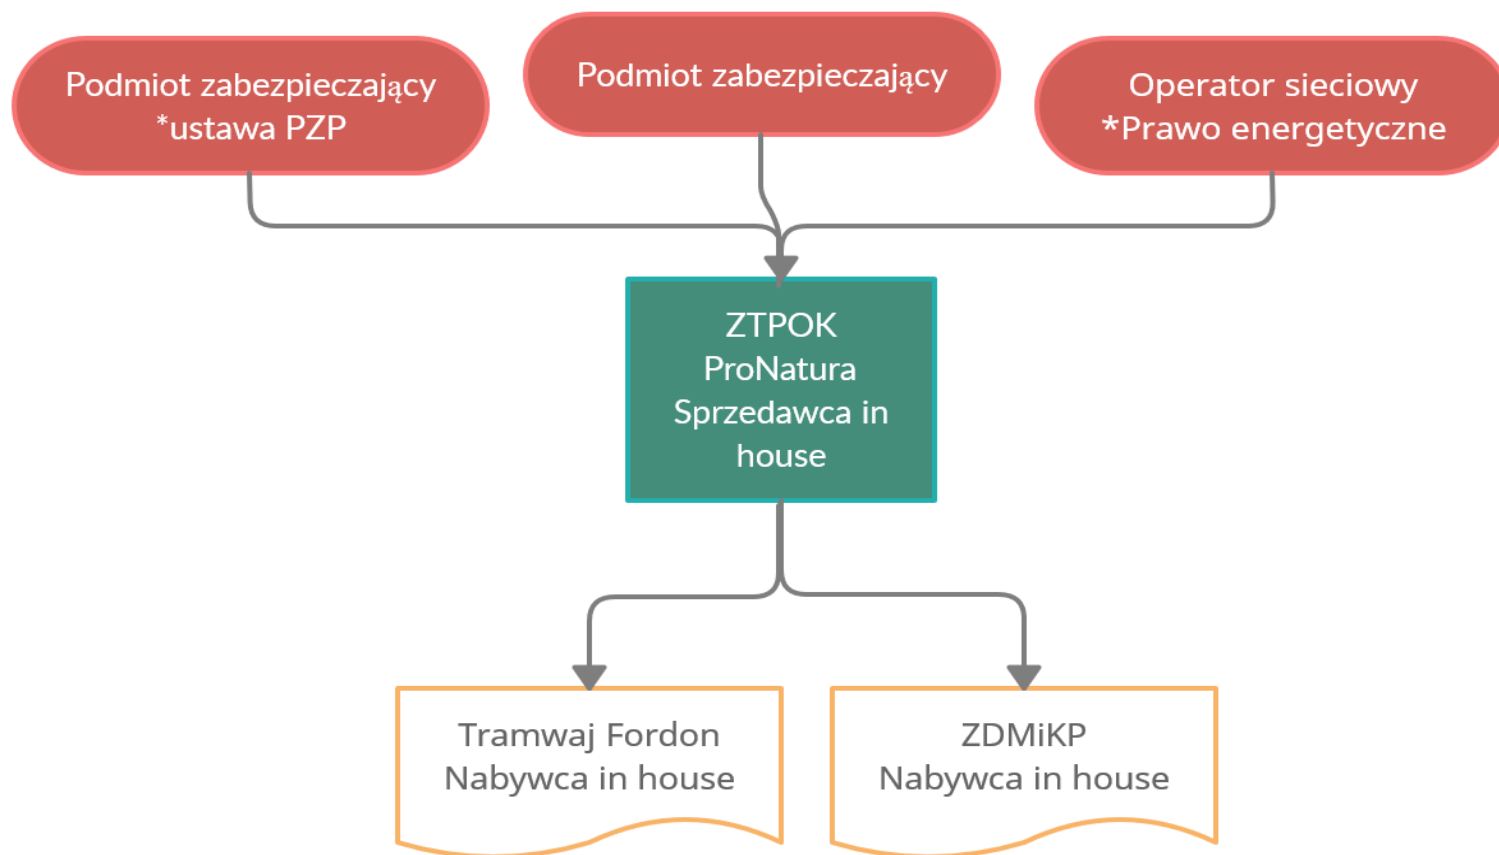 Podmiot zabezpieczający
*ustawa PZP
Podmiot zabezpieczający
Operator sieciowy
*Prawo energetyczne
ZTPOK
ProNatura
Sprzedawca in
house
Tramwaj Fordon
Nabywca in house
ZDMiKP
Nabywca in house